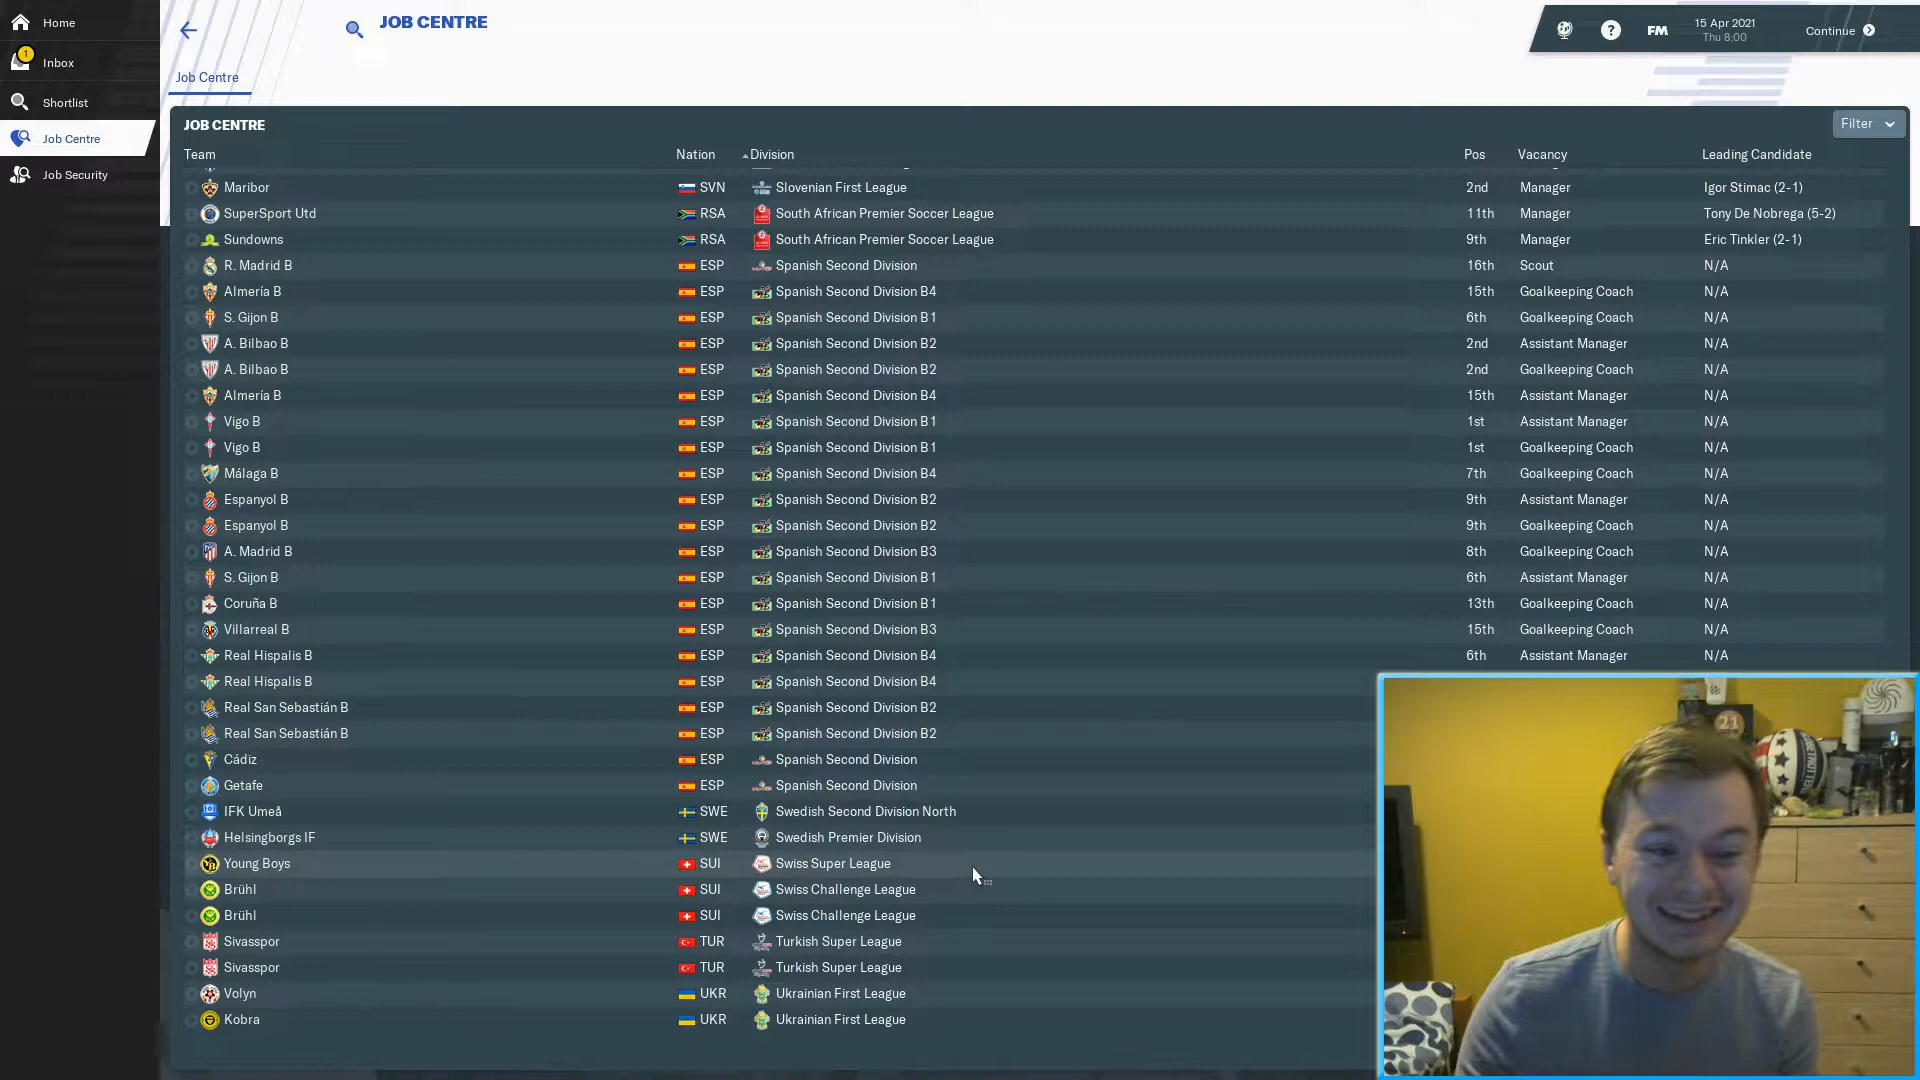 Home
1
Inbox
Shortlist
Job Centre
Job Security
JOB CENTRE
15 Apr 2021
Thu 8:00
? FM Continue
Job Centre
JOB CENTRE
Filter
Team Nation Division Pos Vacancy Leading Candidate
Maribor SVN Slovenian First League 2nd Manager Igor Stimac (2-1)
SuperSport Utd RSA South African Premier Soccer League 11th Manager Tony De Nobrega (5-2)
Sundowns RSA South African Premier Soccer League 9th Manager Eric Tinkler (2-1)
R. Madrid B ESP Spanish Second Division 16th Scout N/A
Almería B ESP Spanish Second Division B4 15th Goalkeeping Coach N/A
S. Gijon B ESP Spanish Second Division B1 6th Goalkeeping Coach N/A
A. Bilbao B ESP Spanish Second Division B2 2nd Assistant Manager N/A
A. Bilbao B ESP Spanish Second Division B2 2nd Goalkeeping Coach N/A
Almería B ESP Spanish Second Division B4 15th Assistant Manager N/A
Vigo B ESP Spanish Second Division B1 1st Assistant Manager N/A
Vigo B ESP Spanish Second Division B1 1st Goalkeeping Coach N/A
Málaga B ESP Spanish Second Division B4 7th Goalkeeping Coach N/A
Espanyol B ESP Spanish Second Division B2 9th Assistant Manager N/A
Espanyol B ESP Spanish Second Division B2 9th Goalkeeping Coach N/A
A. Madrid B ESP Spanish Second Division B3 8th Goalkeeping Coach N/A
S. Gijon B ESP Spanish Second Division B1 6th Assistant Manager N/A
Coruña B ESP Spanish Second Division B1 13th Goalkeeping Coach N/A
Villarreal B ESP Spanish Second Division B3 15th Goalkeeping Coach N/A
Real Hispalis B ESP Spanish Second Division B4 6th Assistant Manager N/A
Real Hispalis B ESP Spanish Second Division B4
Real San Sebastián B ESP Spanish Second Division B2
Real San Sebastián B ESP Spanish Second Division B2
Cádiz ESP Spanish Second Division
Getafe ESP Spanish Second Division
IFK Umeå SWE Swedish Second Division North
Helsingborgs IF SWE Swedish Premier Division
Young Boys SUI Swiss Super League
Brühl SUI Swiss Challenge League
Brühl SUI Swiss Challenge League
Sivasspor TUR Turkish Super League
Sivasspor TUR Turkish Super League
Volyn UKR Ukrainian First League
Kobra UKR Ukrainian First League
21